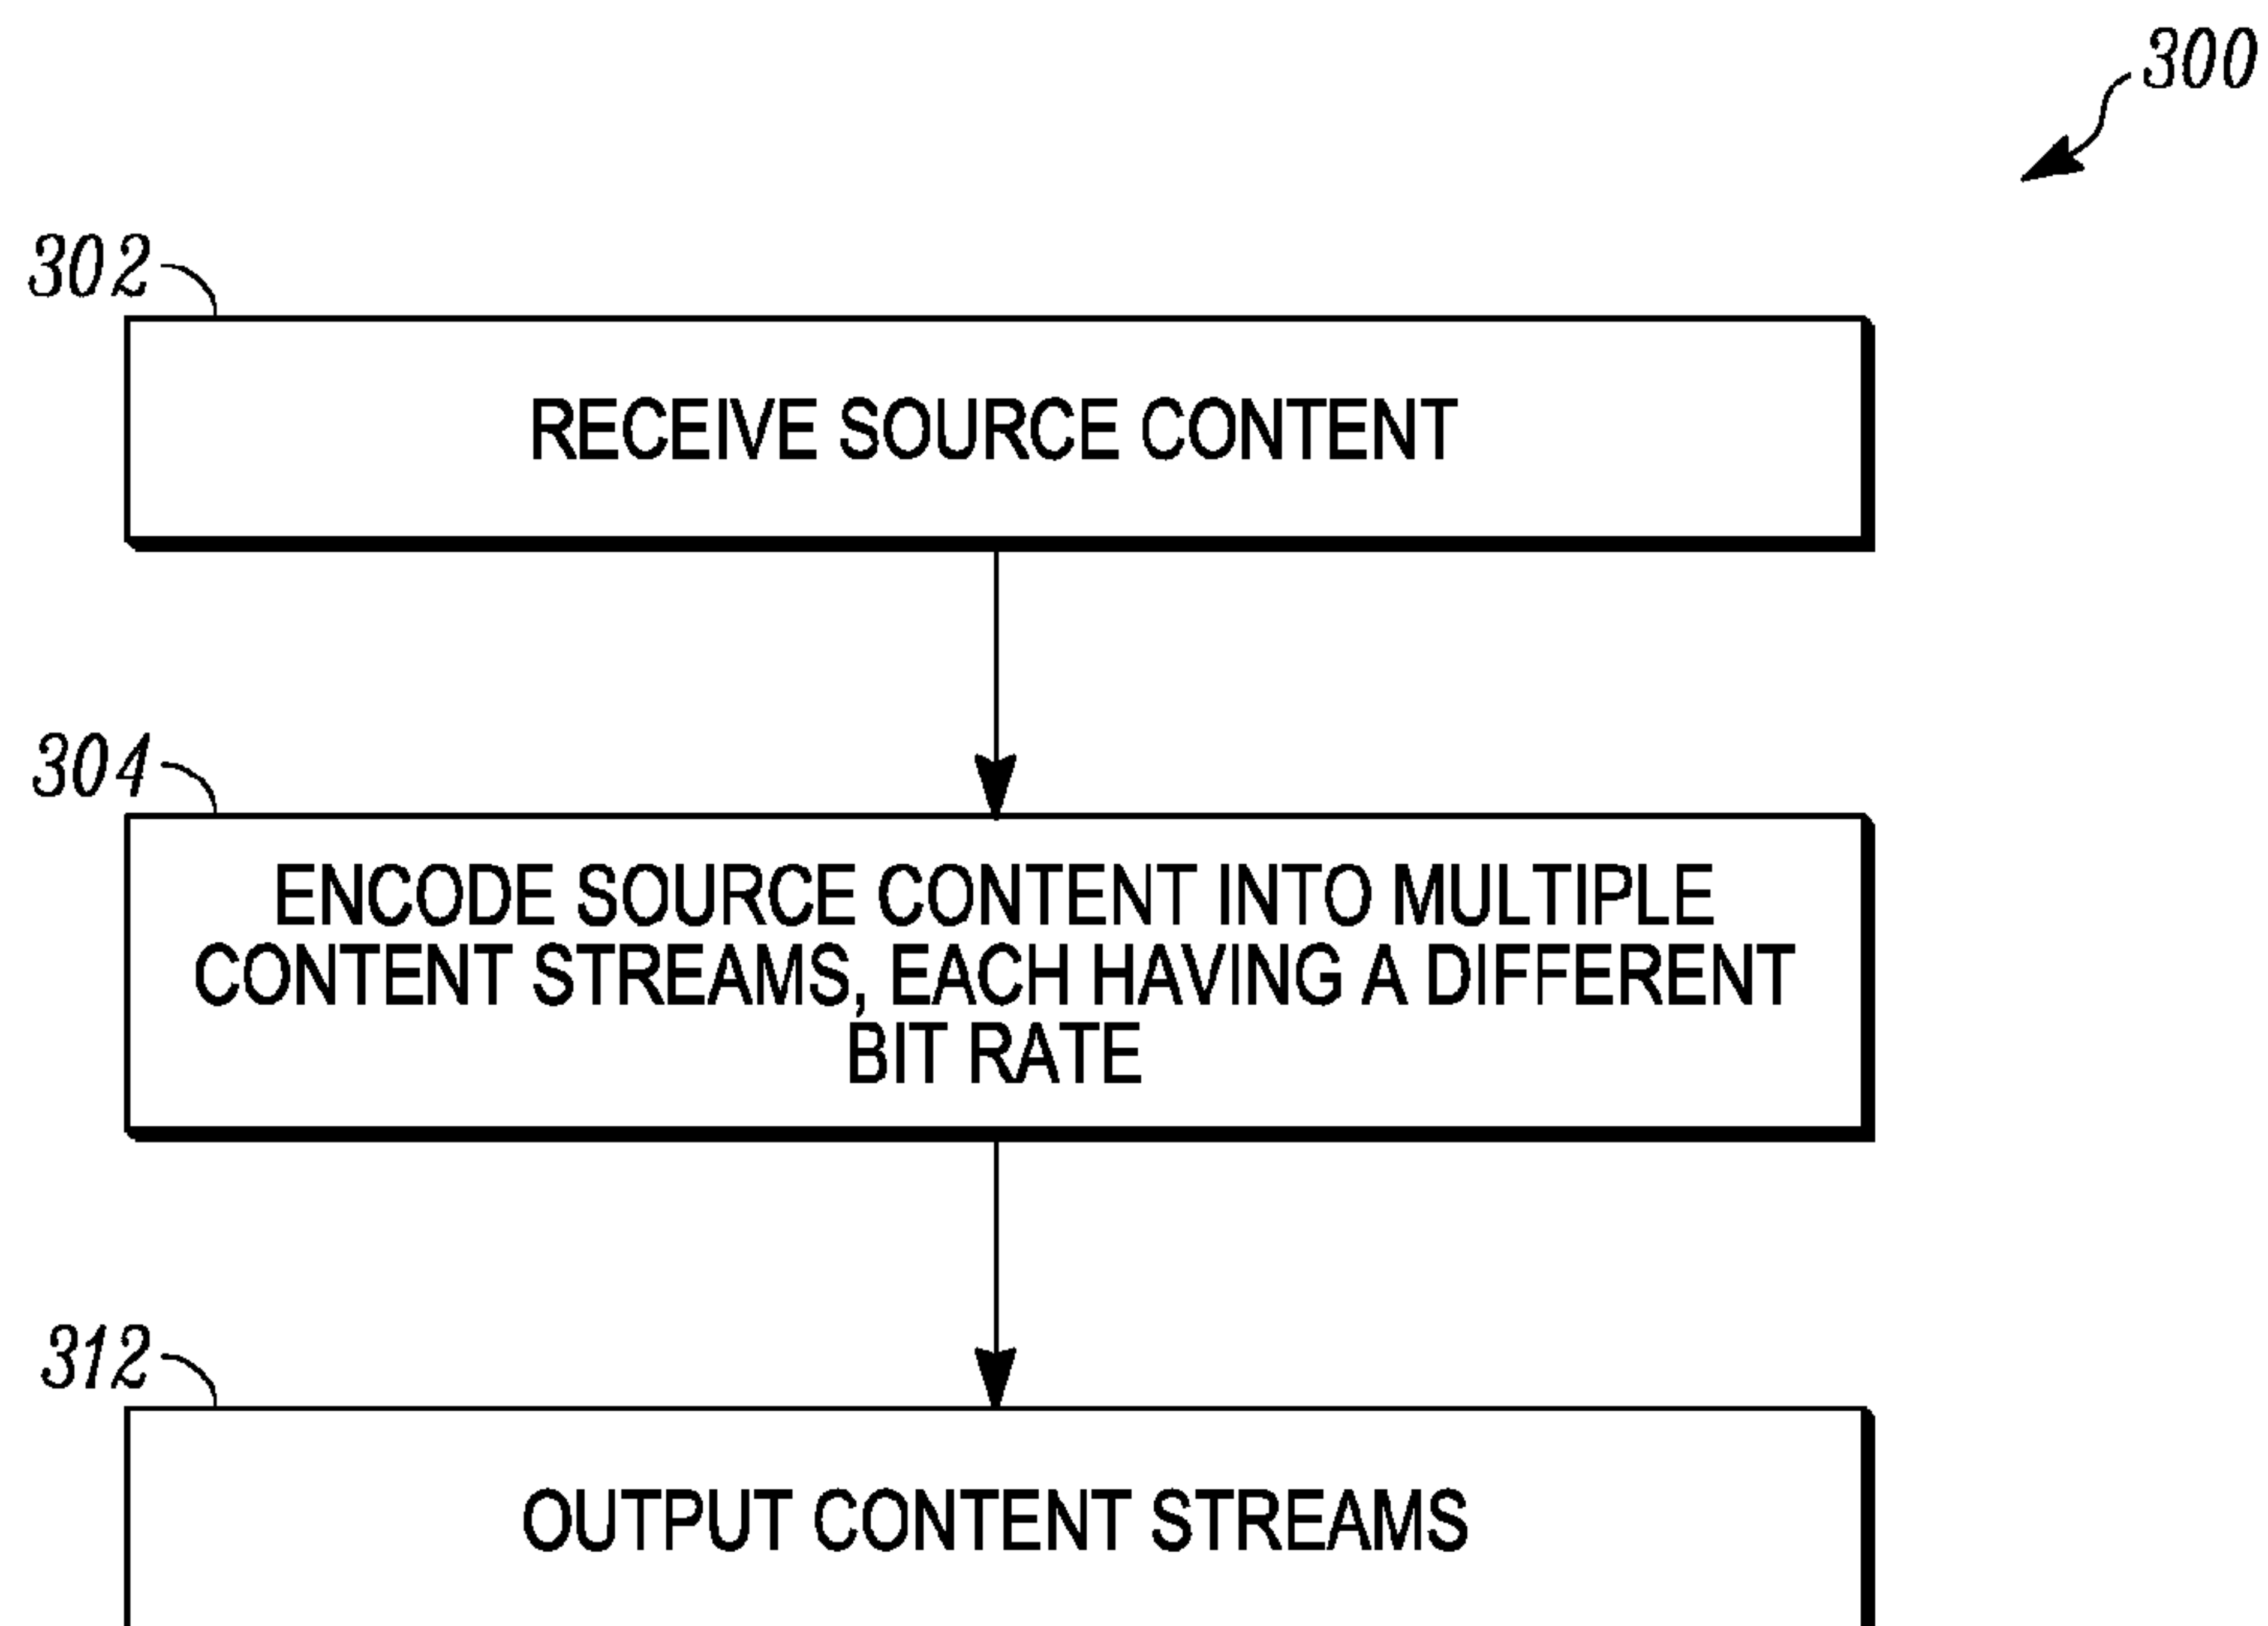 300
302
RECEIVE SOURCE CONTENT
304
ENCODE SOURCE CONTENT INTO MULTIPLE
CONTENT STREAMS, EACH HAVING A DIFFERENT
BIT RATE
312
OUTPUT CONTENT STREAMS